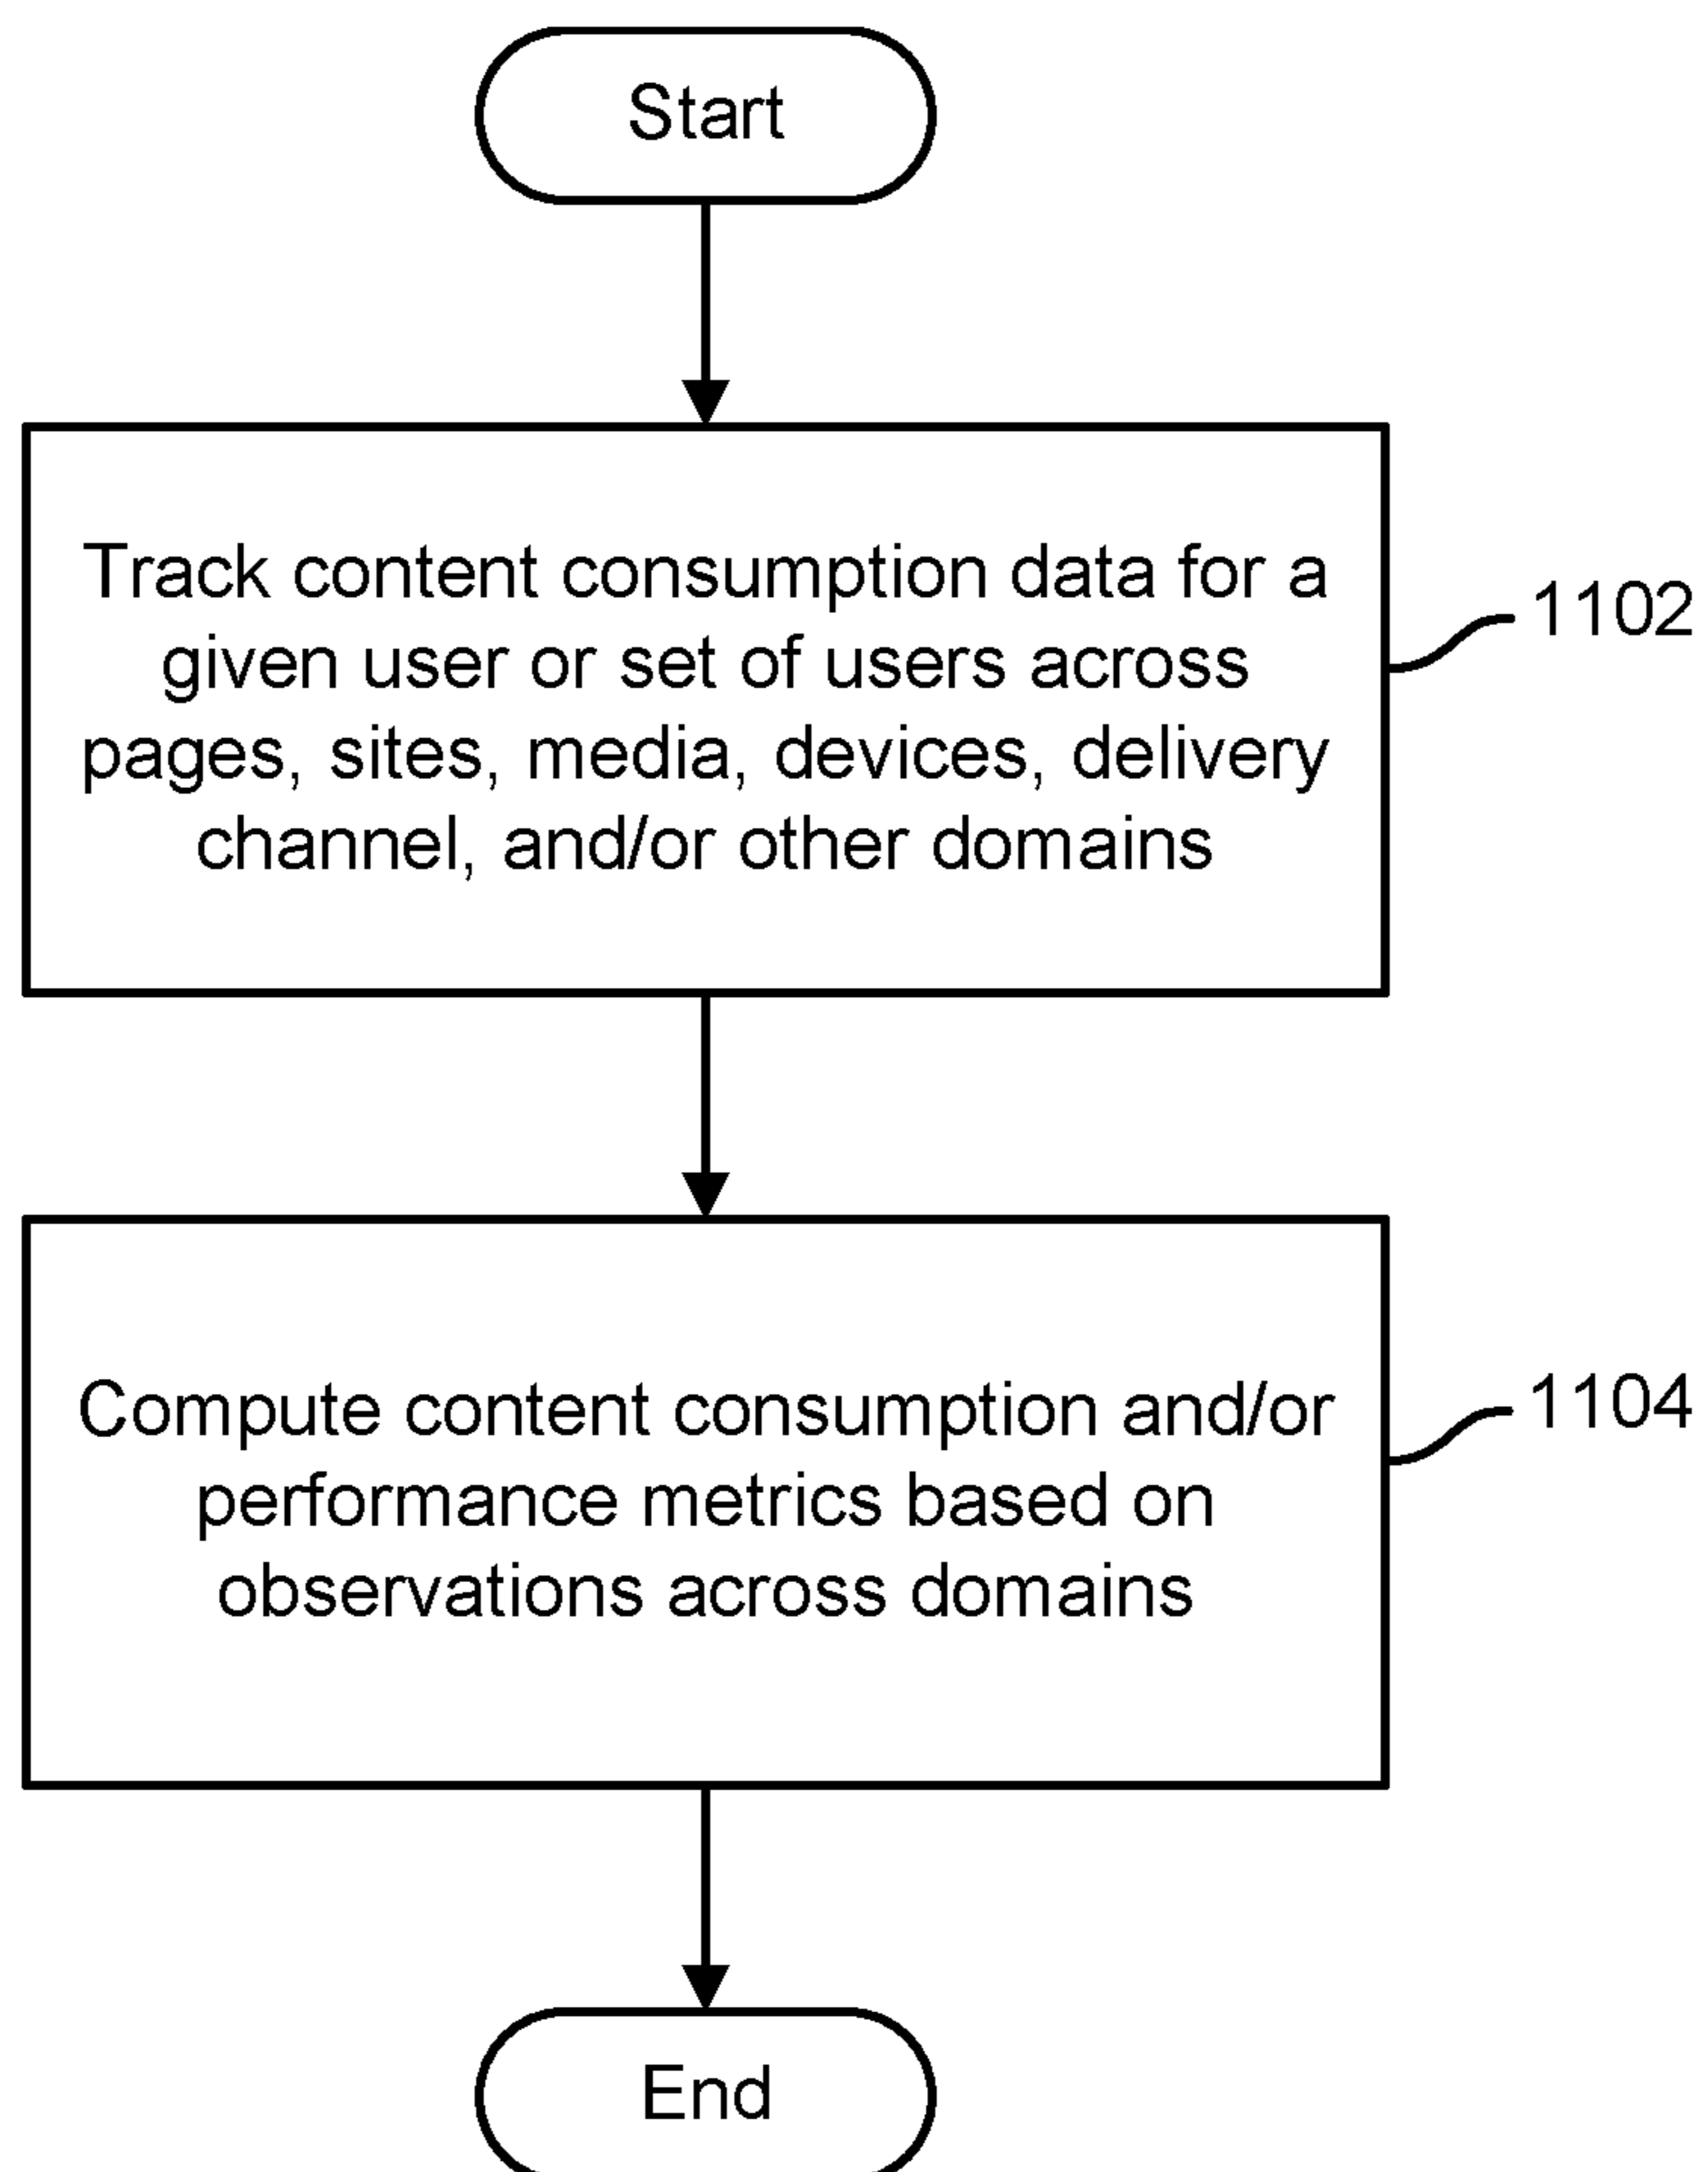 Start
Track content consumption data for a
given user or set of users across
pages, sites, media, devices, delivery
channel, and/or other domains
1102
Compute content consumption and/or
performance metrics based on
observations across domains
1104
End